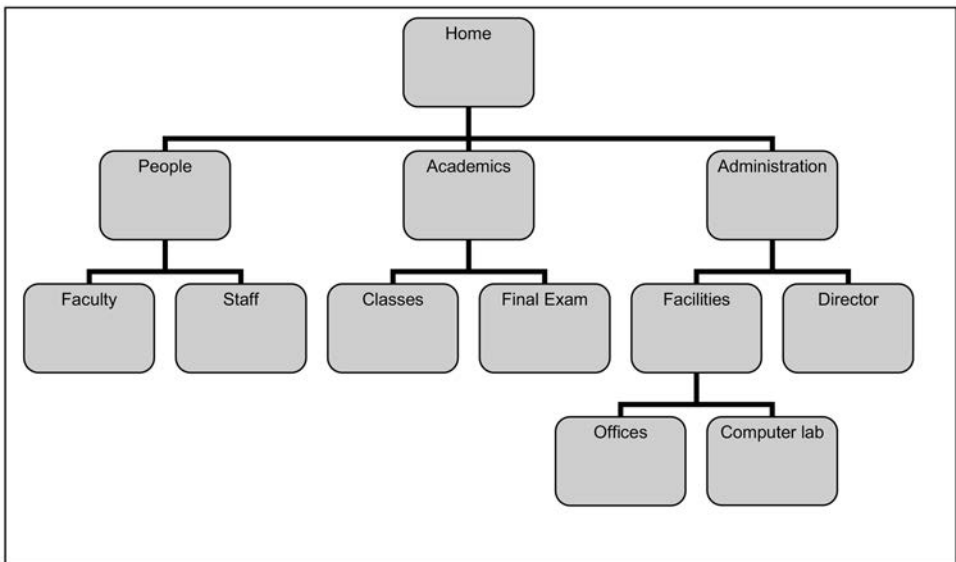 Home
People
Academics
Administration
Faculty
Staff
Classes
Final Exam
Facilities
Director
Offices
Computer lab